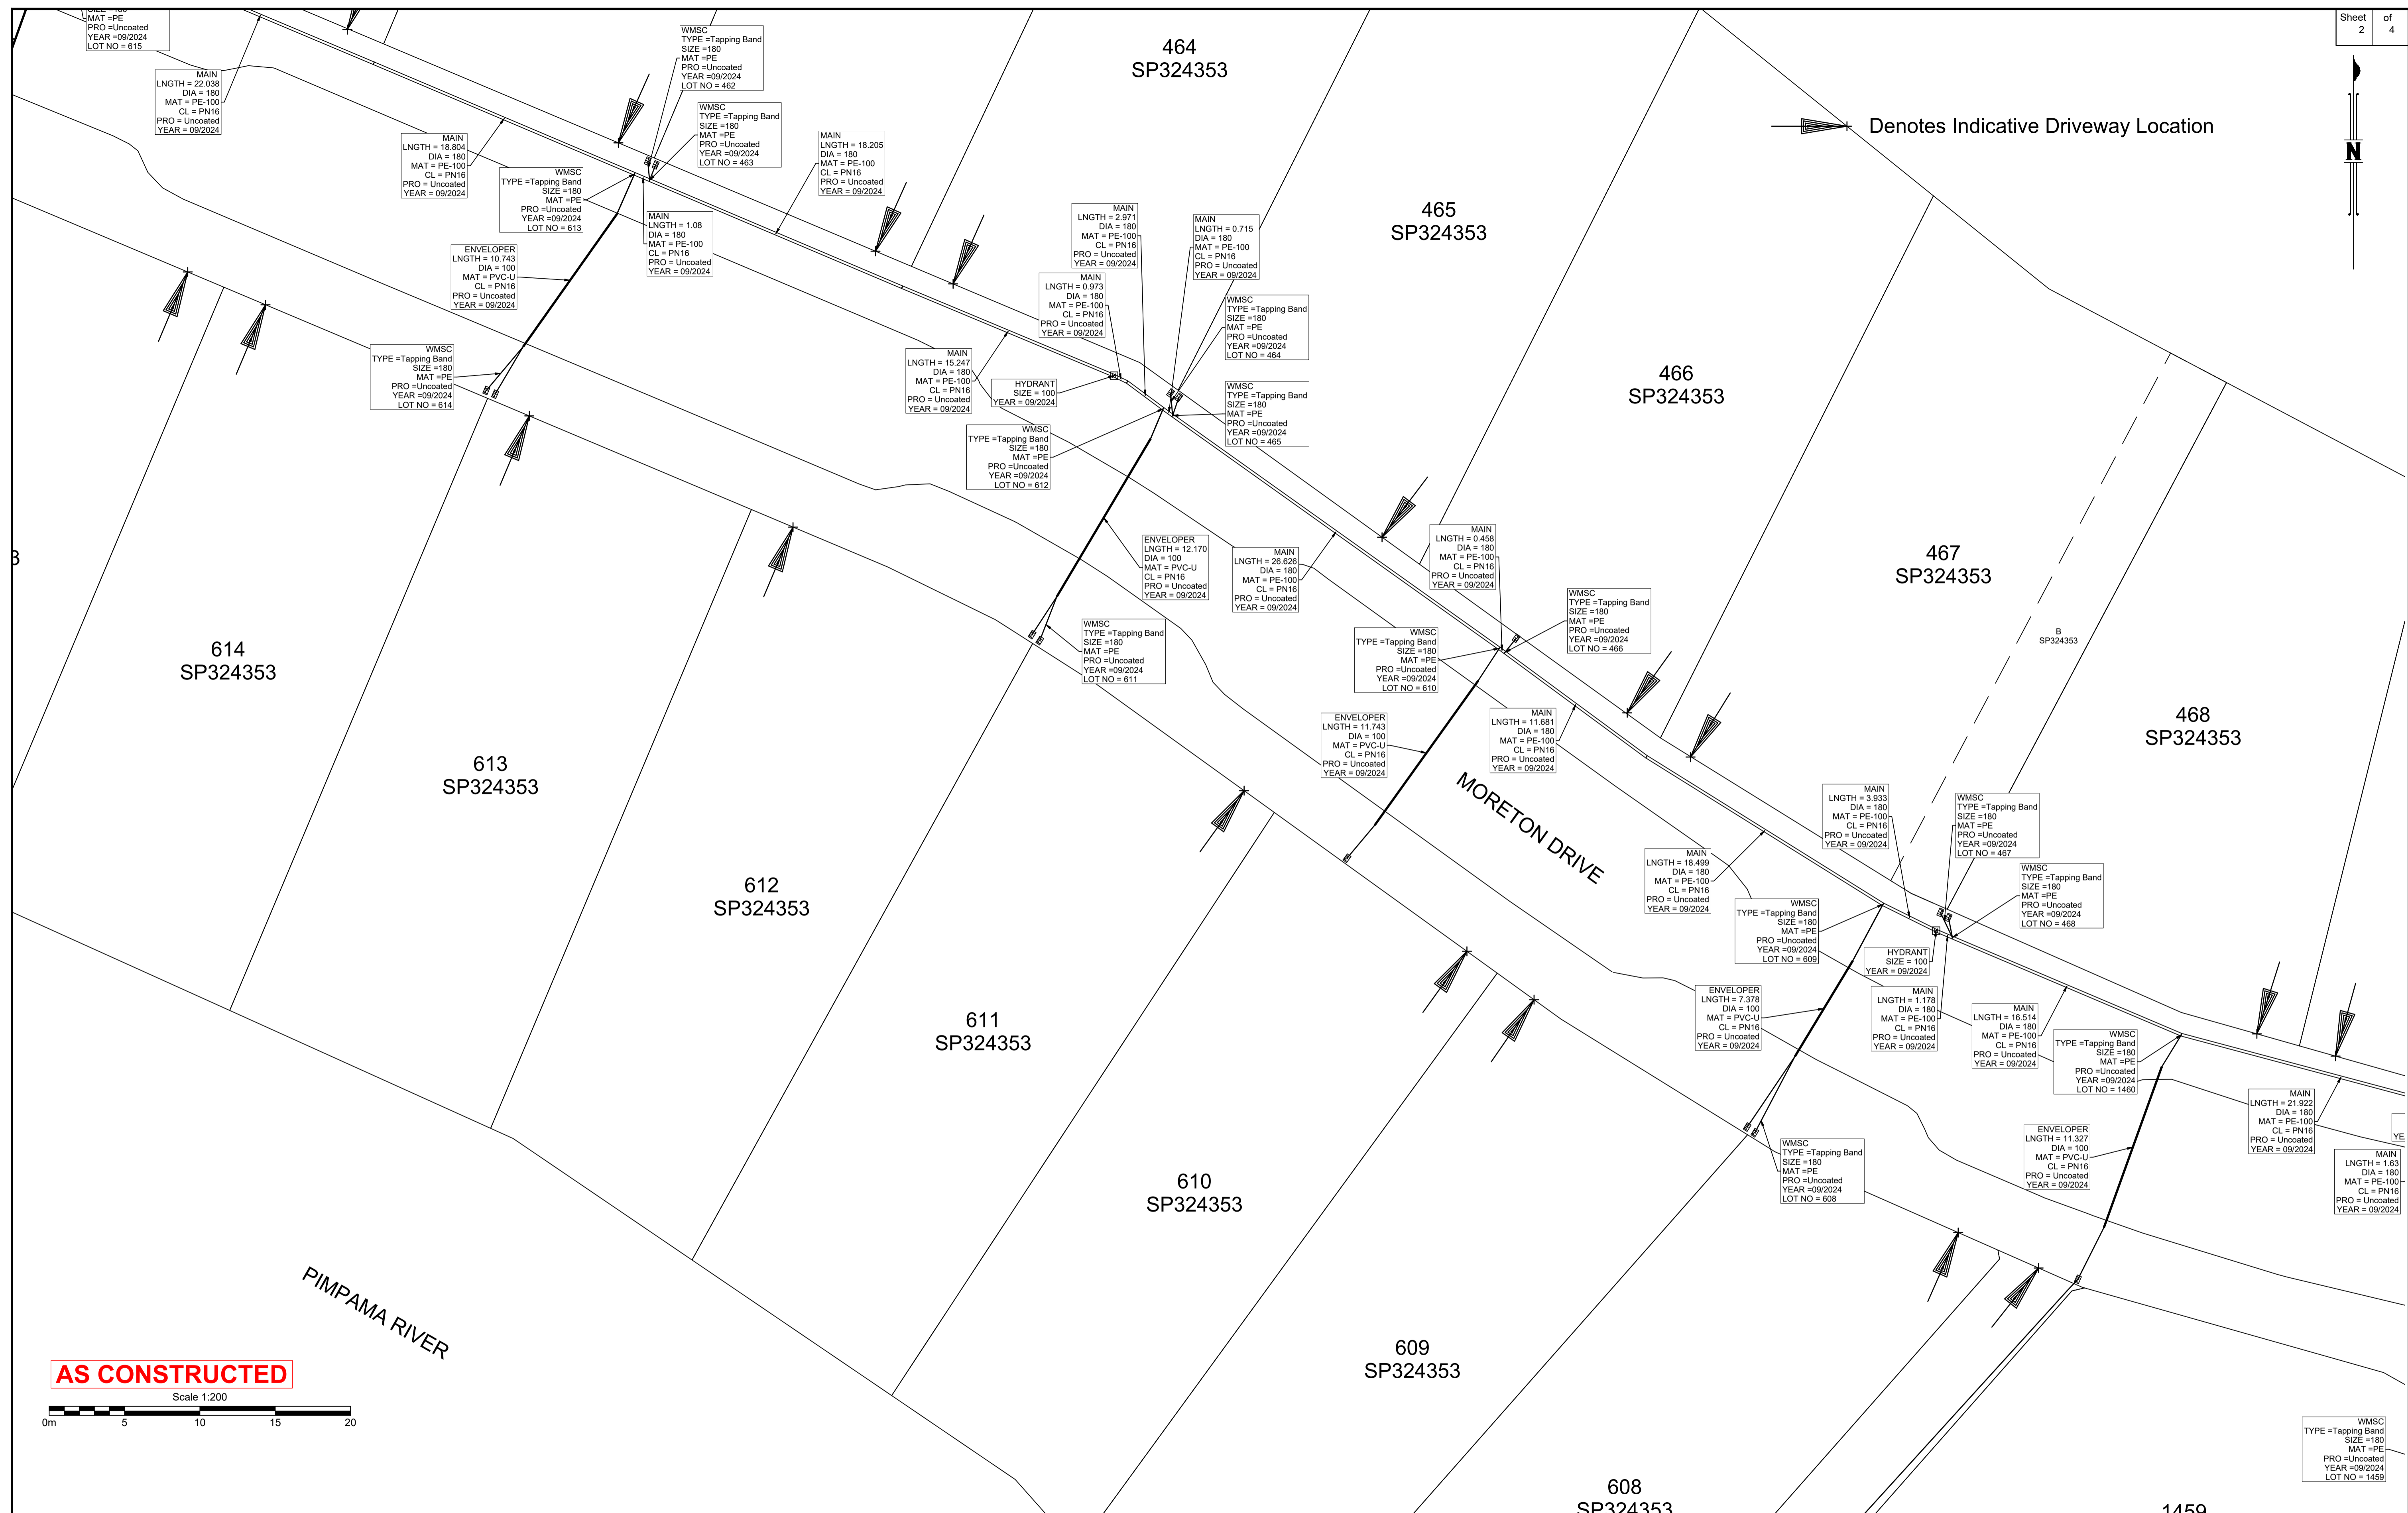 Sheet
2
of
4
MAT =PE
PRO =Uncoated
YEAR =09/2024
LOT NO = 615
MAIN
LNGTH = 22.038
DIA = 180
MAT = PE-100
CL = PN16
PRO = Uncoated
YEAR = 09/2024
WMSC
TYPE =Tapping Band
SIZE =180
MAT =PE
PRO =Uncoated
YEAR =09/2024
LOT NO = 462
WMSC
TYPE =Tapping Band
SIZE =180
MAT =PE
PRO =Uncoated
YEAR =09/2024
LOT NO = 463
464
SP324353
Denotes Indicative Driveway Location
N
MAIN
LNGTH = 18.804
DIA = 180
MAT = PE-100
CL = PN16
PRO = Uncoated
YEAR = 09/2024
MAIN
LNGTH = 18.205
DIA = 180
MAT = PE-100
CL = PN16
PRO = Uncoated
YEAR = 09/2024
WMSC
TYPE =Tapping Band
SIZE =180
MAT =PE
PRO =Uncoated
YEAR =09/2024
LOT NO = 613
MAIN
LNGTH = 1.08
DIA = 180
MAT = PE-100
CL = PN16
PRO = Uncoated
YEAR = 09/2024
ENVELOPER
LNGTH = 10.743
DIA = 100
MAT = PVC-U
CL = PN16
PRO = Uncoated
YEAR = 09/2024
MAIN
LNGTH = 2.971
DIA = 180
MAT = PE-100
CL = PN16
PRO = Uncoated
YEAR = 09/2024
MAIN
LNGTH = 0.715
DIA = 180
MAT = PE-100
CL = PN16
PRO = Uncoated
YEAR = 09/2024
465
SP324353
MAIN
LNGTH = 0.973
DIA = 180
MAT = PE-100
CL = PN16
PRO = Uncoated
YEAR = 09/2024
WMSC
TYPE =Tapping Band
SIZE =180
MAT =PE
PRO =Uncoated
YEAR =09/2024
LOT NO = 464
WMSC
TYPE =Tapping Band
SIZE =180
MAT =PE
PRO =Uncoated
YEAR =09/2024
LOT NO = 614
MAIN
LNGTH = 15.247
DIA = 180
MAT = PE-100
CL = PN16
PRO = Uncoated
YEAR = 09/2024
HYDRANT
SIZE = 100
YEAR = 09/2024
WMSC
TYPE =Tapping Band
SIZE =180
MAT =PE
PRO =Uncoated
YEAR =09/2024
LOT NO = 465
466
SP324353
WMSC
TYPE =Tapping Band
SIZE =180
MAT =PE
PRO =Uncoated
YEAR =09/2024
LOT NO = 612
ENVELOPER
LNGTH = 12.170
DIA = 100
MAT = PVC-U
CL = PN16
PRO = Uncoated
YEAR = 09/2024
MAIN
LNGTH = 26.626
DIA = 180
MAT = PE-100
CL = PN16
PRO = Uncoated
YEAR = 09/2024
MAIN
LNGTH = 0.458
DIA = 180
MAT = PE-100
CL = PN16
PRO = Uncoated
YEAR = 09/2024
467
SP324353
WMSC
TYPE =Tapping Band
SIZE =180
MAT =PE
PRO =Uncoated
YEAR =09/2024
LOT NO = 466
WMSC
TYPE =Tapping Band
SIZE =180
MAT =PE
PRO =Uncoated
YEAR =09/2024
LOT NO = 611
WMSC
TYPE =Tapping Band
SIZE =180
MAT =PE
PRO =Uncoated
YEAR =09/2024
LOT NO = 610
B
SP324353
614
SP324353
ENVELOPER
LNGTH = 11.743
DIA = 100
MAT = PVC-U
CL = PN16
PRO = Uncoated
YEAR = 09/2024
MAIN
LNGTH = 11.681
DIA = 180
MAT = PE-100
CL = PN16
PRO = Uncoated
YEAR = 09/2024
468
SP324353
613
SP324353
MORETON DRIVE
MAIN
LNGTH = 3.933
DIA = 180
MAT = PE-100
CL = PN16
PRO = Uncoated
YEAR = 09/2024
WMSC
TYPE =Tapping Band
SIZE =180
MAT =PE
PRO =Uncoated
YEAR =09/2024
LOT NO = 467
MAIN
LNGTH = 18.499
DIA = 180
MAT = PE-100
CL = PN16
PRO = Uncoated
YEAR = 09/2024
WMSC
TYPE =Tapping Band
SIZE =180
MAT =PE
PRO =Uncoated
YEAR =09/2024
LOT NO = 468
612
SP324353
WMSC
TYPE =Tapping Band
SIZE =180
MAT =PE
PRO =Uncoated
YEAR =09/2024
LOT NO = 609
HYDRANT
SIZE = 100
YEAR = 09/2024
ENVELOPER
LNGTH = 7.378
DIA = 100
MAT = PVC-U
CL = PN16
PRO = Uncoated
YEAR = 09/2024
MAIN
LNGTH = 1.178
DIA = 180
MAT = PE-100
CL = PN16
PRO = Uncoated
YEAR = 09/2024
MAIN
LNGTH = 16.514
DIA = 180
MAT = PE-100
CL = PN16
PRO = Uncoated
YEAR = 09/2024
WMSC
TYPE =Tapping Band
SIZE =180
MAT =PE
PRO =Uncoated
YEAR =09/2024
LOT NO = 1460
611
SP324353
MAIN
LNGTH = 21.922
DIA = 180
MAT = PE-100
CL = PN16
PRO = Uncoated
YEAR = 09/2024
YE
WMSC
TYPE =Tapping Band
SIZE =180
MAT =PE
PRO =Uncoated
YEAR =09/2024
LOT NO = 608
ENVELOPER
LNGTH = 11.327
DIA = 100
MAT = PVC-U
CL = PN16
PRO = Uncoated
YEAR = 09/2024
MAIN
LNGTH = 1.63
DIA = 180
MAT = PE-100
CL = PN16
PRO = Uncoated
YEAR = 09/2024
610
SP324353
PIMPAMA RIVER
609
SP324353
AS CONSTRUCTED
Scale 1:200
0m 5 10 15 20
WMSC
TYPE =Tapping Band
SIZE =180
MAT =PE
PRO =Uncoated
YEAR =09/2024
LOT NO = 1459
608
SP324353
1459